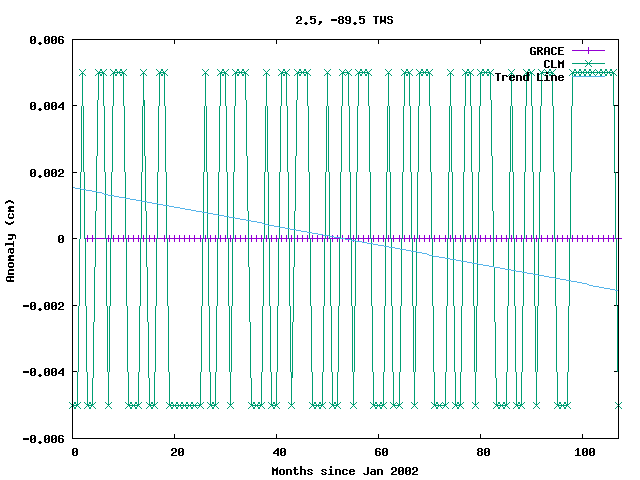 2.5, -89.5 TWS
GRACE
CLM
Trend Line
0.006
0.004
0.002
0
-0.002
-0.004
-0.006
Anomaly (cm)
0 20 40 60 80 100
Months since Jan 2002